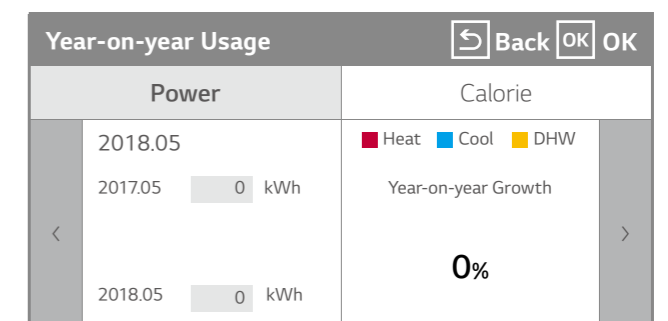 Year-on-year Usage Back OK OK
Power Calorie
2018.05
Heat Cool DHW
2017.05 0 kWh
Year-on-year Growth
0%
2018.05 0 kWh